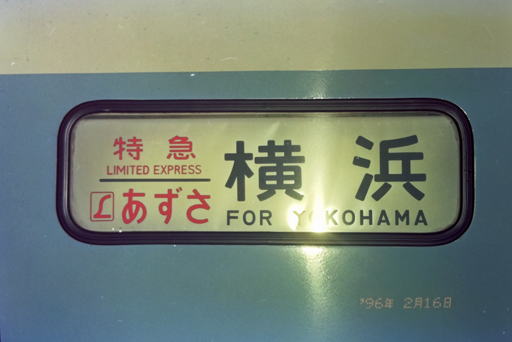 特急
LIMITED EXPRESS
L あずさ
横浜
FOR YOKOHAMA
'96年 2月16日